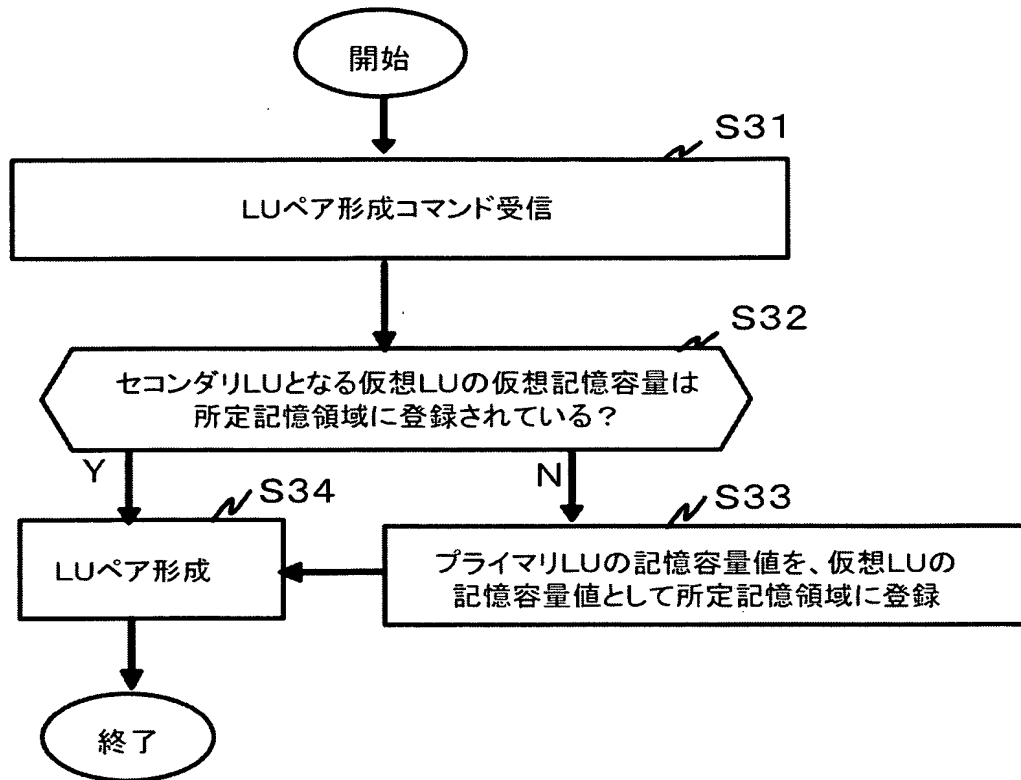 開始
S31
LUペア形成コマンド受信
S32
セコンダリLUとなる仮想LUの仮想記憶容量は
所定記憶領域に登録されている？
Y
N
S34
LUペア形成
S33
プライマリLUの記憶容量値を、仮想LUの
記憶容量値として所定記憶領域に登録
終了